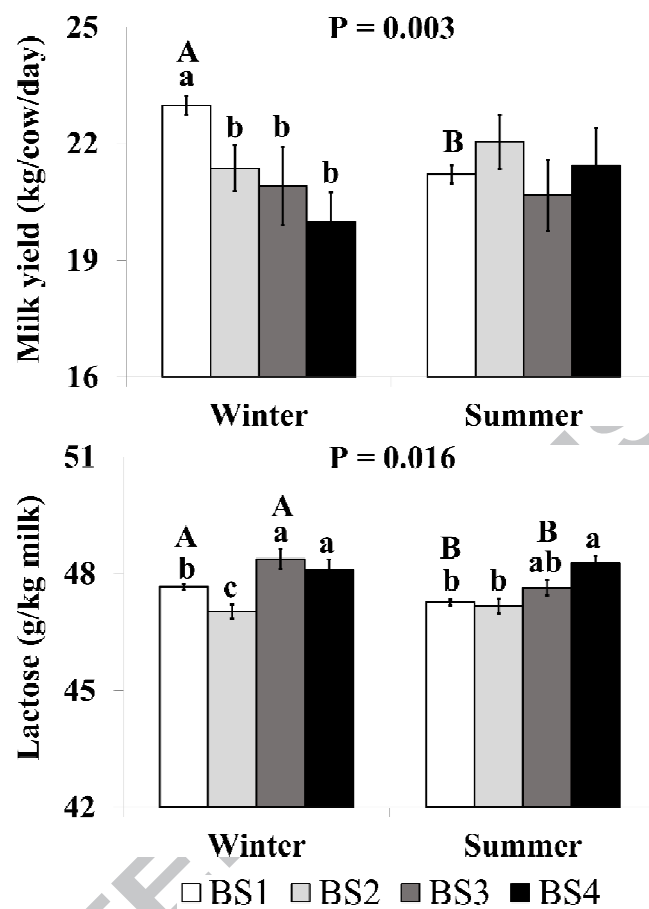 25
P = 0.003
A
a
b
b
b
B
22
19
16
Milk yield (kg/cow/day)
Winter
Summer
51
P = 0.016
A
b
c
A
a
a
B
b
b
B
ab
a
48
45
42
Lactose (g/kg milk)
Winter
Summer
BS1 BS2 BS3 BS4